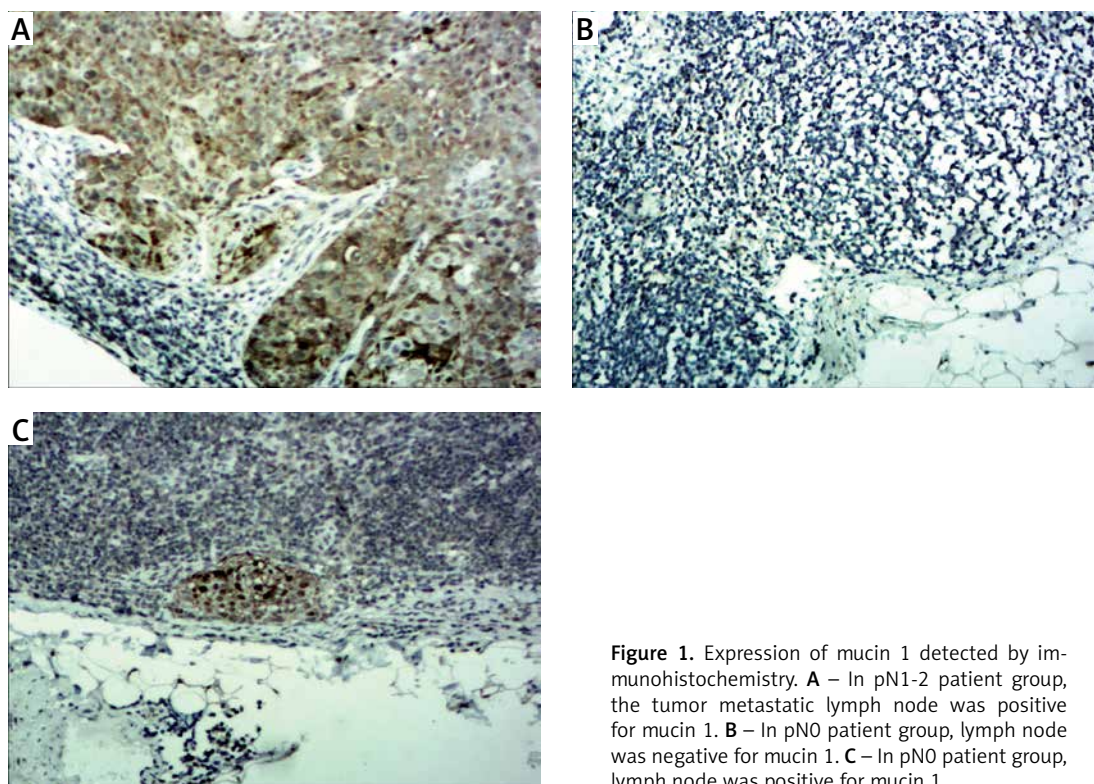 A
B
C
Figure 1. Expression of mucin 1 detected by im-
munohistochemistry. A – In pN1-2 patient group,
the tumor metastatic lymph node was positive
for mucin 1. B – In pN0 patient group, lymph node
was negative for mucin 1. C – In pN0 patient group,
lymph node was positive for mucin 1